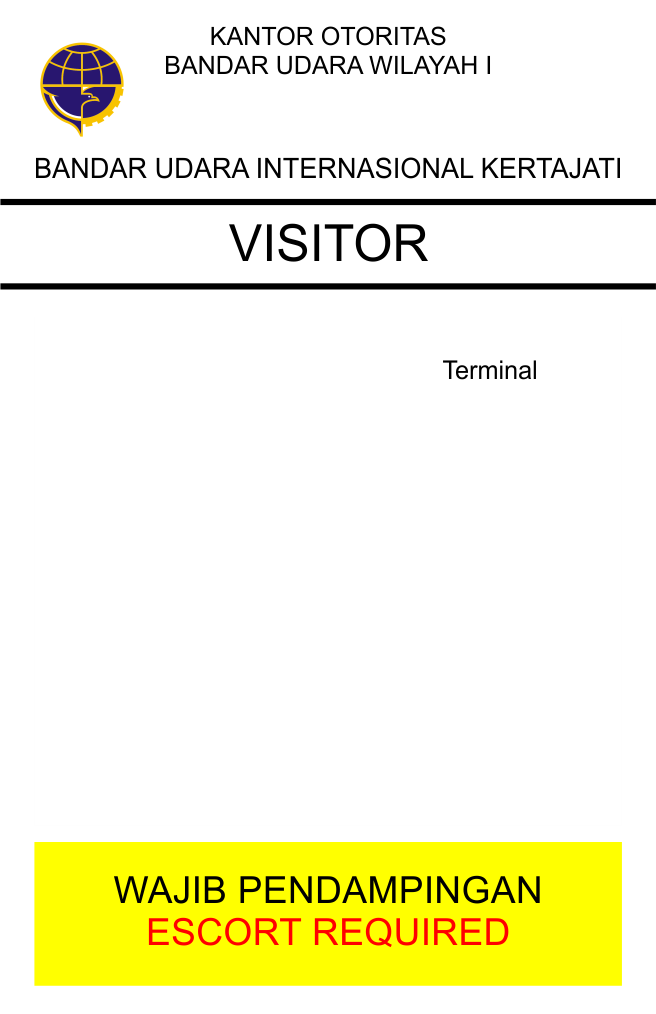 KANTOR OTORITAS
BANDAR UDARA WILAYAH I
BANDAR UDARA INTERNASIONAL KERTAJATI
VISITOR
Terminal
WAJIB PENDAMPINGAN
ESCORT REQUIRED